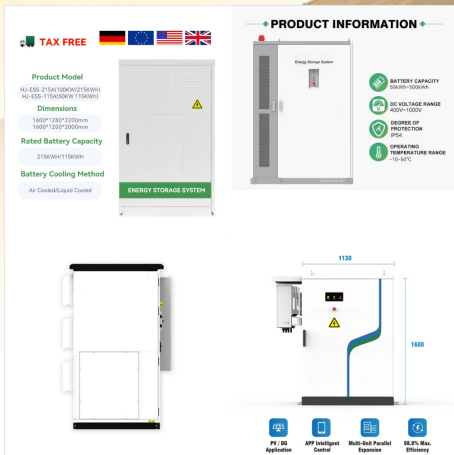 TAX FREE
Product Model
HJ-ESS-215A(100KW/215KWh)
HJ-ESS-115A(50KW 115KWh)
Dimensions
1600*1280*2200mm
1600*1200*2000mm
Rated Battery Capacity
215KWH/115KWH
Battery Cooling Method
Air Cooled/Liquid Cooled
ENERGY STORAGE SYSTEM
PRODUCT INFORMATION
Energy Storage System
BATTERY CAPACITY
50kWh~500kWh
DC VOLTAGE RANGE
400V~1000V
DEGREE OF
PROTECTION
IP54
OPERATING
TEMPERATURE RANGE
-10~50°C
1130
1600
PV / DG
Application
APP Intelligent
Control
Multi-Unit Parallel
Expansion
98.8% Max.
Efficiency